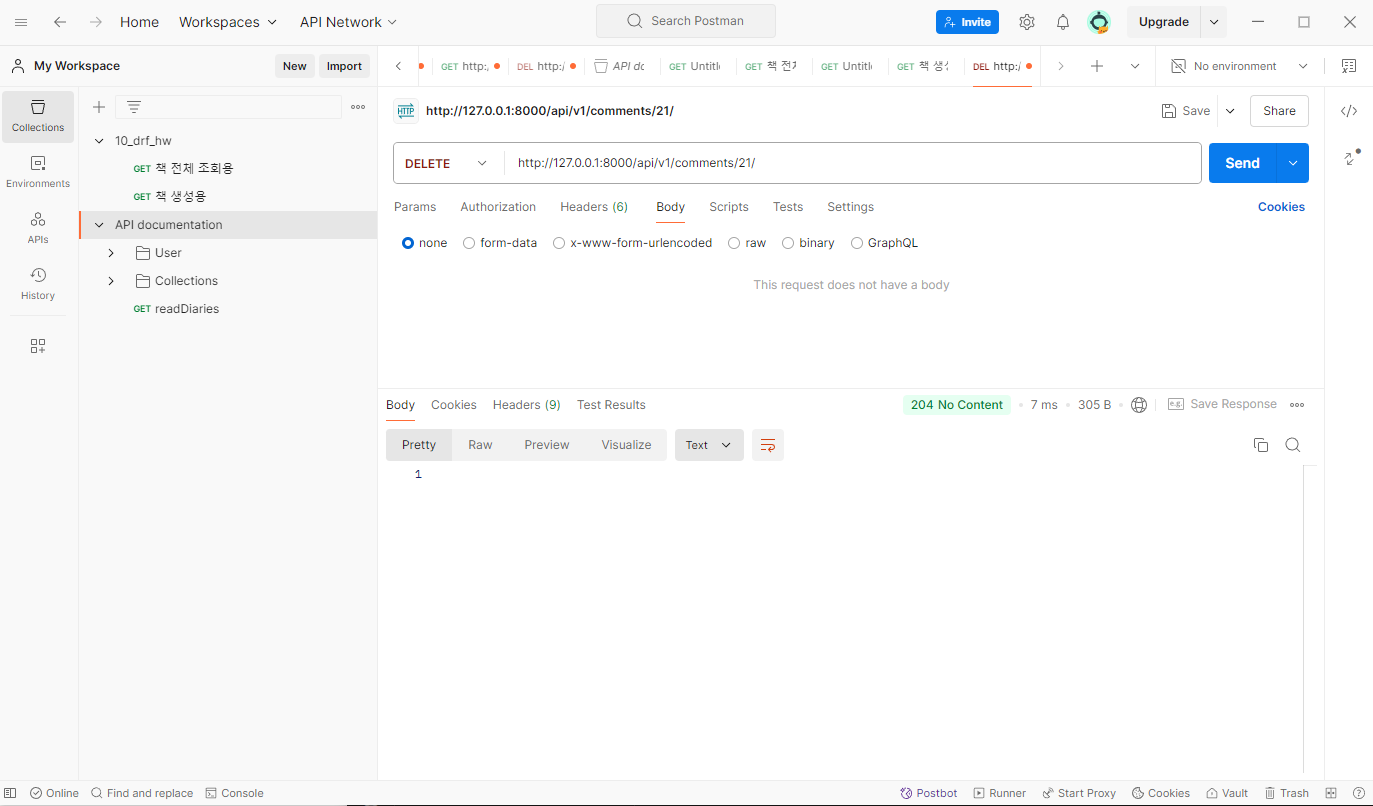 Home Workspaces API Network Search Postman Invite Upgrade
My Workspace New Import GET http:, DEL http:/ API dc GET Untitl GET 책 전 GET Untitl GET 책 생 DEL http:/ No environment
Collections
Environments
APIs
History
10_drf_hw
GET 책 전체 조회용
GET 책 생성용
API documentation
User
Collections
GET readDiaries
HTTP http://127.0.0.1:8000/api/v1/comments/21/ Save Share
DELETE http://127.0.0.1:8000/api/v1/comments/21/ Send
Params Authorization Headers (6) Body Scripts Tests Settings Cookies
none form-data x-www-form-urlencoded raw binary GraphQL
This request does not have a body
Body Cookies Headers (9) Test Results 204 No Content 7 ms 305 B e.g. Save Response
Pretty Raw Preview Visualize Text
1
Online Find and replace Console Postbot Runner Start Proxy Cookies Vault Trash